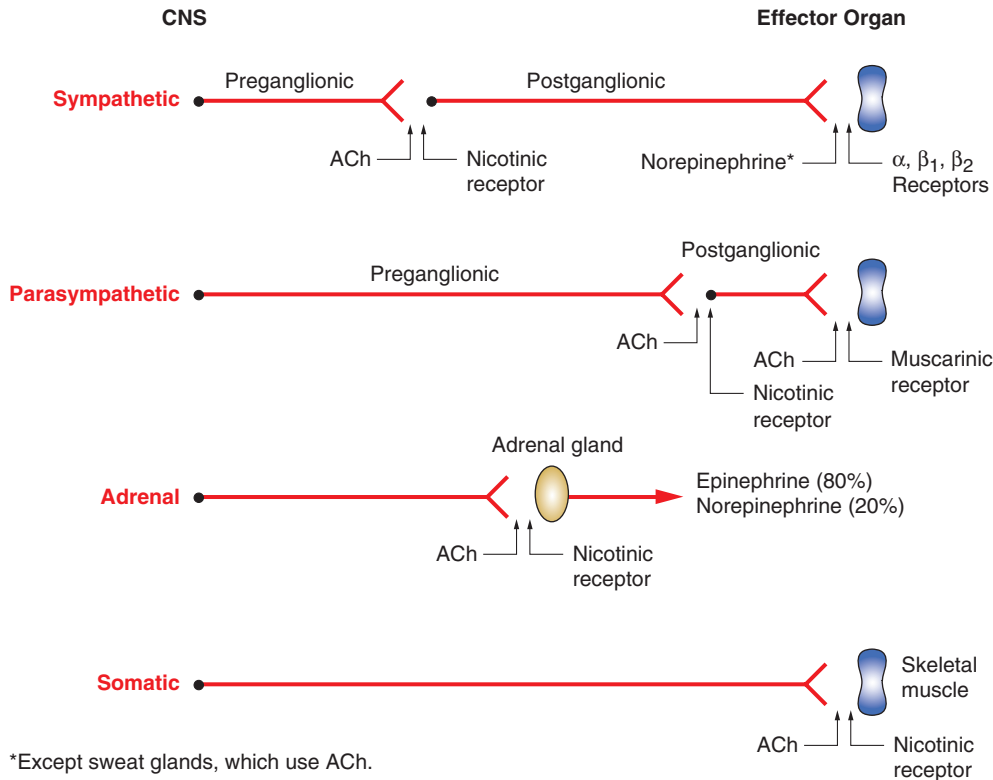 CNS
Effector Organ
Sympathetic
Preganglionic
Postganglionic
ACh
Nicotinic
receptor
Norepinephrine*
α, β1, β2
Receptors
Parasympathetic
Preganglionic
Postganglionic
ACh
Nicotinic
receptor
ACh
Muscarinic
receptor
Adrenal
Adrenal gland
Epinephrine (80%)
Norepinephrine (20%)
ACh
Nicotinic
receptor
Somatic
Skeletal
muscle
ACh
Nicotinic
receptor
*Except sweat glands, which use ACh.